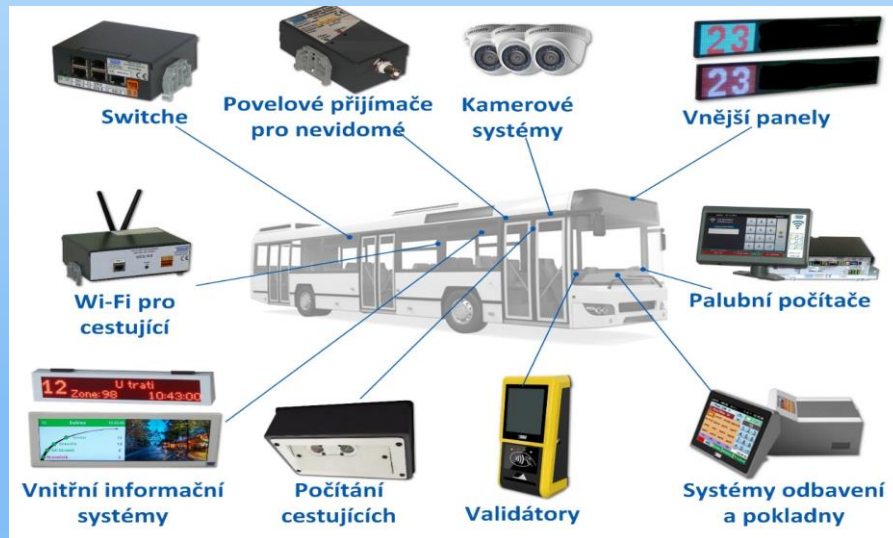 23
23
Switche
Povelové přijímače
pro nevidomé
Kamerové
systémy
Vnější panely
Wi-Fi pro
cestující
Palubní počítače
12 U trati
Zone:98 10:43:00
Vnitřní informační
systémy
Počítání
cestujících
Validátory
Systémy odbavení
a pokladny